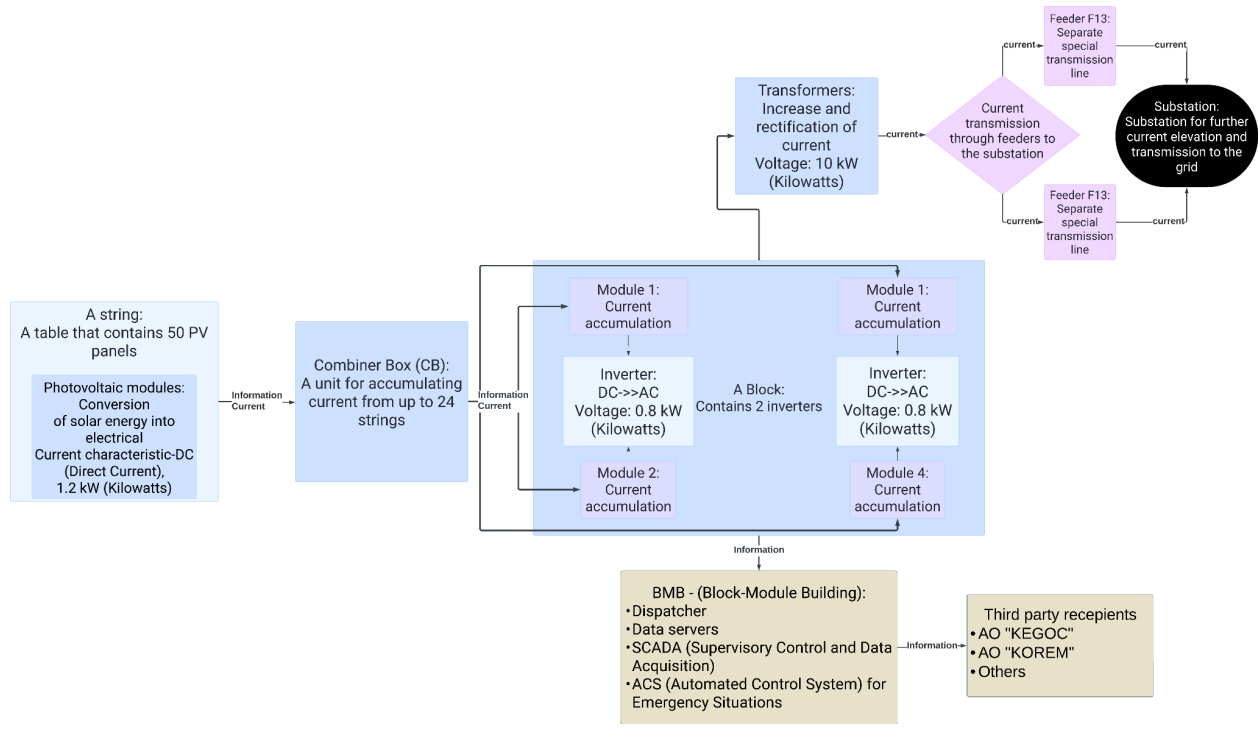 A string:
A table that contains 50 PV
panels
Photovoltaic modules:
Conversion
of solar energy into
electrical
Current characteristic-DC
(Direct Current),
1.2 kW (Kilowatts)
Information
Current
Combiner Box (CB):
A unit for accumulating
current from up to 24
strings
Information
Current
Module 1:
Current
accumulation
Inverter:
DC->>AC
Voltage: 0.8 kW
(Kilowatts)
Module 2:
Current
accumulation
A Block:
Contains 2 inverters
Module 1:
Current
accumulation
Inverter:
DC->>AC
Voltage: 0.8 kW
(Kilowatts)
Module 4:
Current
accumulation
Transformers:
Increase and
rectification of
current
Voltage: 10 kW
(Kilowatts)
current
Current
transmission
through feeders to
the substation
current
Feeder F13:
Separate
special
transmission
line
current
current
Feeder F13:
Separate
special
transmission
line
current
Substation:
Substation for further
current elevation and
transmission to the
grid
Information
BMB - (Block-Module Building):
•Dispatcher
•Data servers
•SCADA (Supervisory Control and Data
Acquisition)
•ACS (Automated Control System) for
Emergency Situations
Information
Third party recepients
•AO "KEGOC"
•AO "KOREM"
•Others